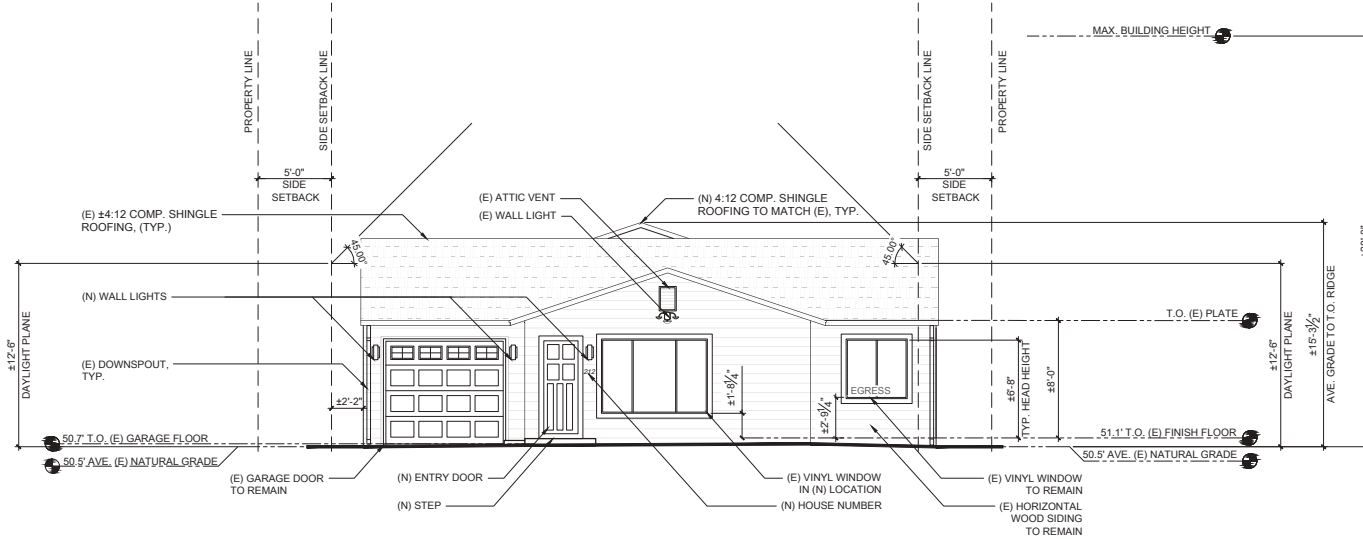 MAX. BUILDING HEIGHT
PROPERTY LINE
SIDE SETBACK LINE
SIDE SETBACK LINE
PROPERTY LINE
5'-0"
SIDE
SETBACK
5'-0"
SIDE
SETBACK
(E) ATTIC VENT
(E) WALL LIGHT
(N) 4:12 COMP. SHINGLE
ROOFING TO MATCH (E), TYP.
(E) ±4:12 COMP. SHINGLE
ROOFING, (TYP.)
45.00°
45.00°
(N) WALL LIGHTS
T.O. (E) PLATE
±12'-6"
DAYLIGHT PLANE
(E) DOWNSPOUT,
TYP.
±2'-2"
212
±1'-8¼"
EGRESS
±2'-9¼"
±6'-8"
TYP. HEAD HEIGHT
±8'-0"
±12'-6"
DAYLIGHT PLANE
±15'-3½"
AVE. GRADE TO T.O. RIDGE
50.7' T.O. (E) GARAGE FLOOR
50.5' AVE. (E) NATURAL GRADE
51.1' T.O. (E) FINISH FLOOR
50.5' AVE. (E) NATURAL GRADE
(E) GARAGE DOOR
TO REMAIN
(N) ENTRY DOOR
(N) STEP
(E) VINYL WINDOW
IN (N) LOCATION
(N) HOUSE NUMBER
(E) VINYL WINDOW
TO REMAIN
(E) HORIZONTAL
WOOD SIDING
TO REMAIN